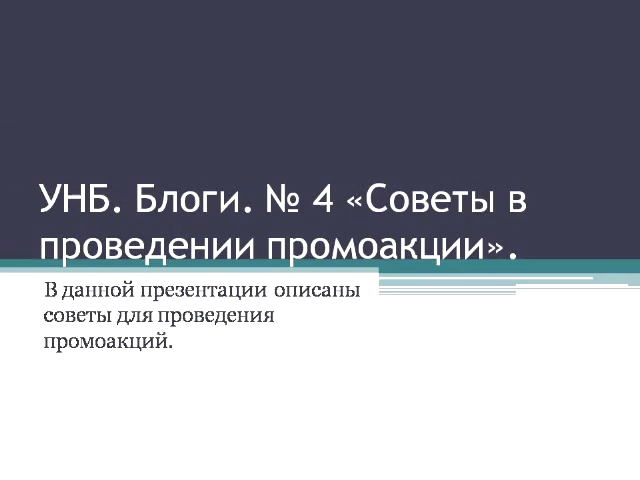 УНБ. Блоги. № 4 «Советы в
проведении промоакции».
В данной презентации описаны
советы для проведения
промоакций.